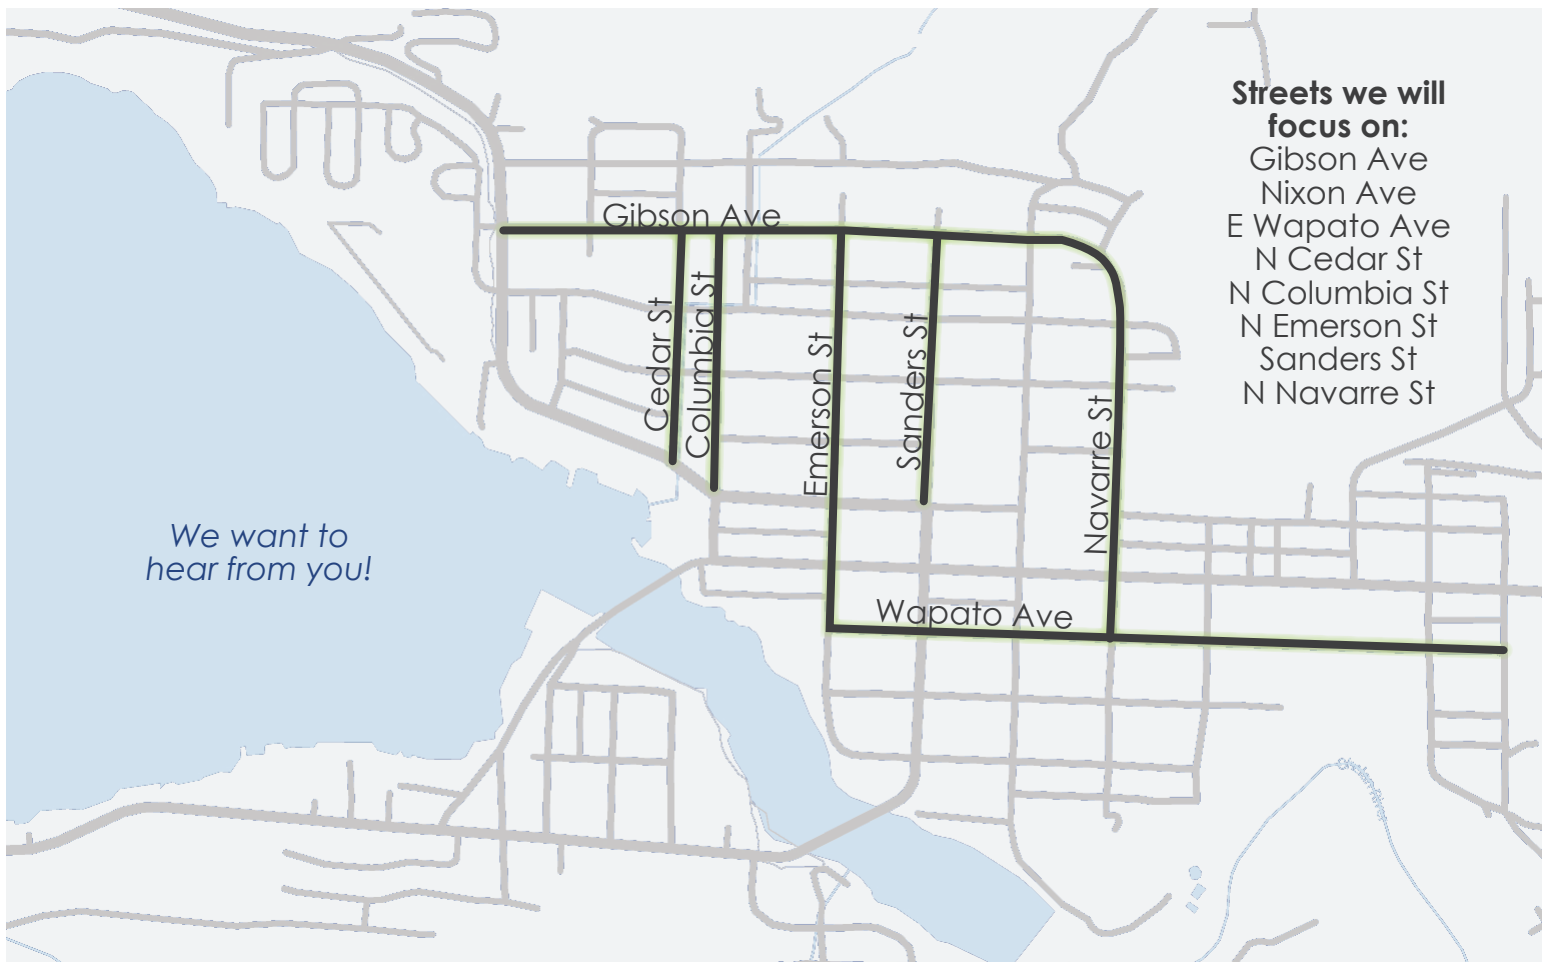 Streets we will
focus on:
Gibson Ave
Nixon Ave
E Wapato Ave
N Cedar St
N Columbia St
N Emerson St
Sanders St
N Navarre St
Gibson Ave
Cedar St
Columbia St
Emerson St
Sanders St
Navarre St
We want to
hear from you!
Wapato Ave